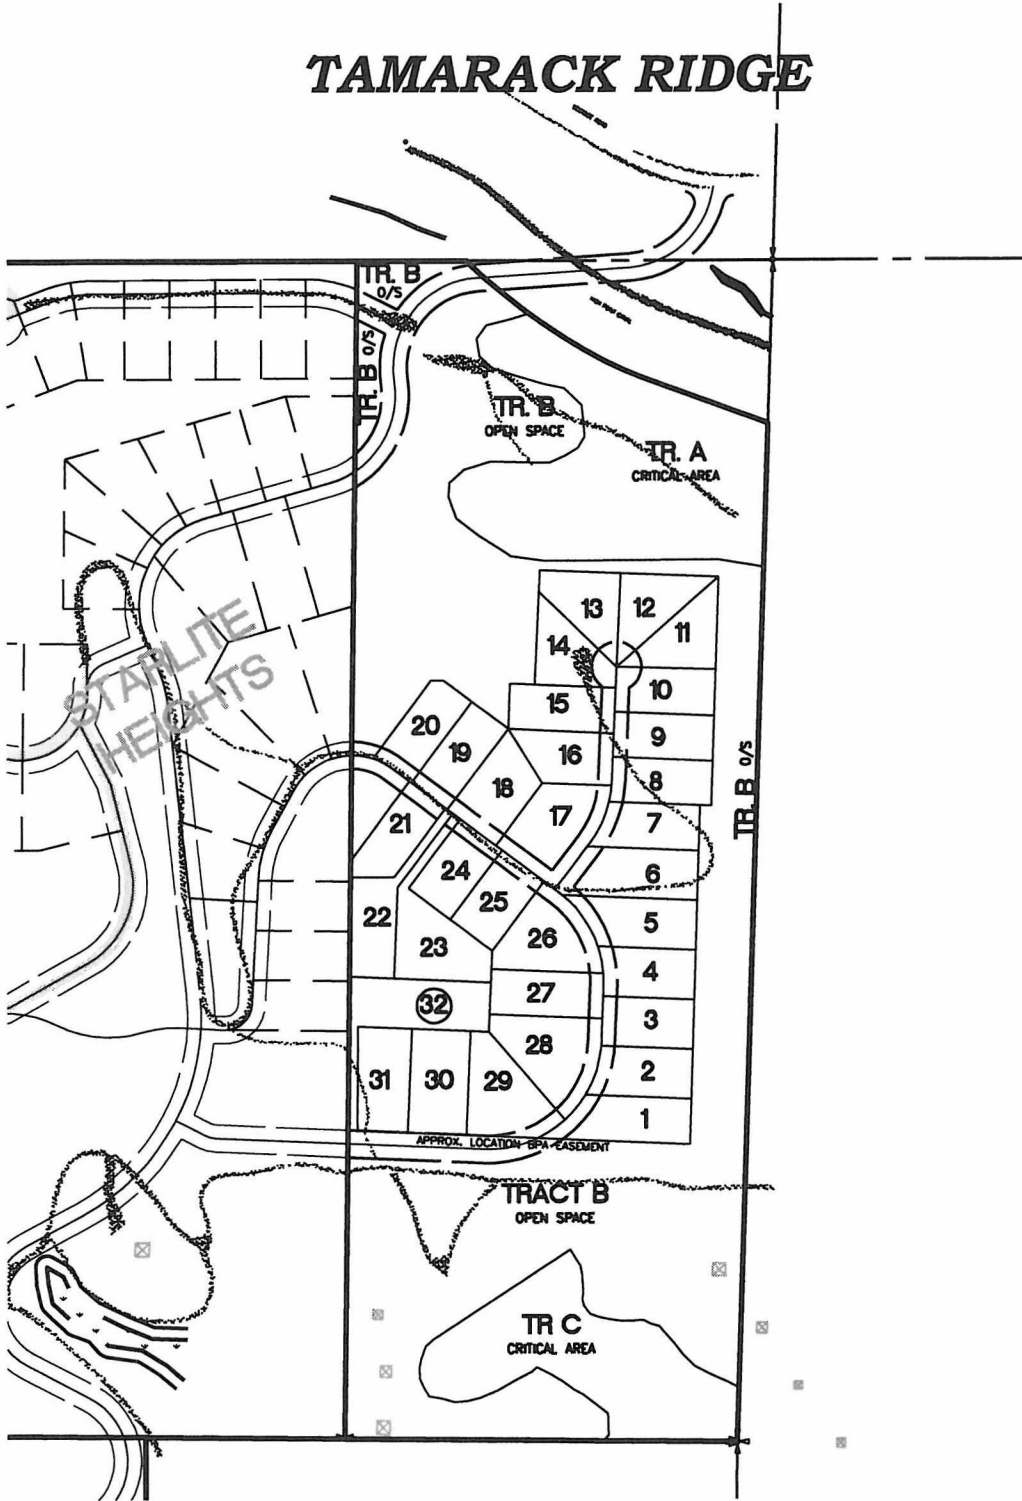 TAMARACK RIDGE
TR. B
O/S
TR. B O/S
TR. B
OPEN SPACE
TR. A
CRITICAL AREA
STARLITE
HEIGHTS
13
12
11
14
10
15
20
9
19
16
TR. B O/S
8
18
17
7
21
24
6
25
22
5
26
23
4
27
32
3
28
2
31
30
29
1
APPROX. LOCATION BPA EASEMENT
TRACT B
OPEN SPACE
TR C
CRITICAL AREA